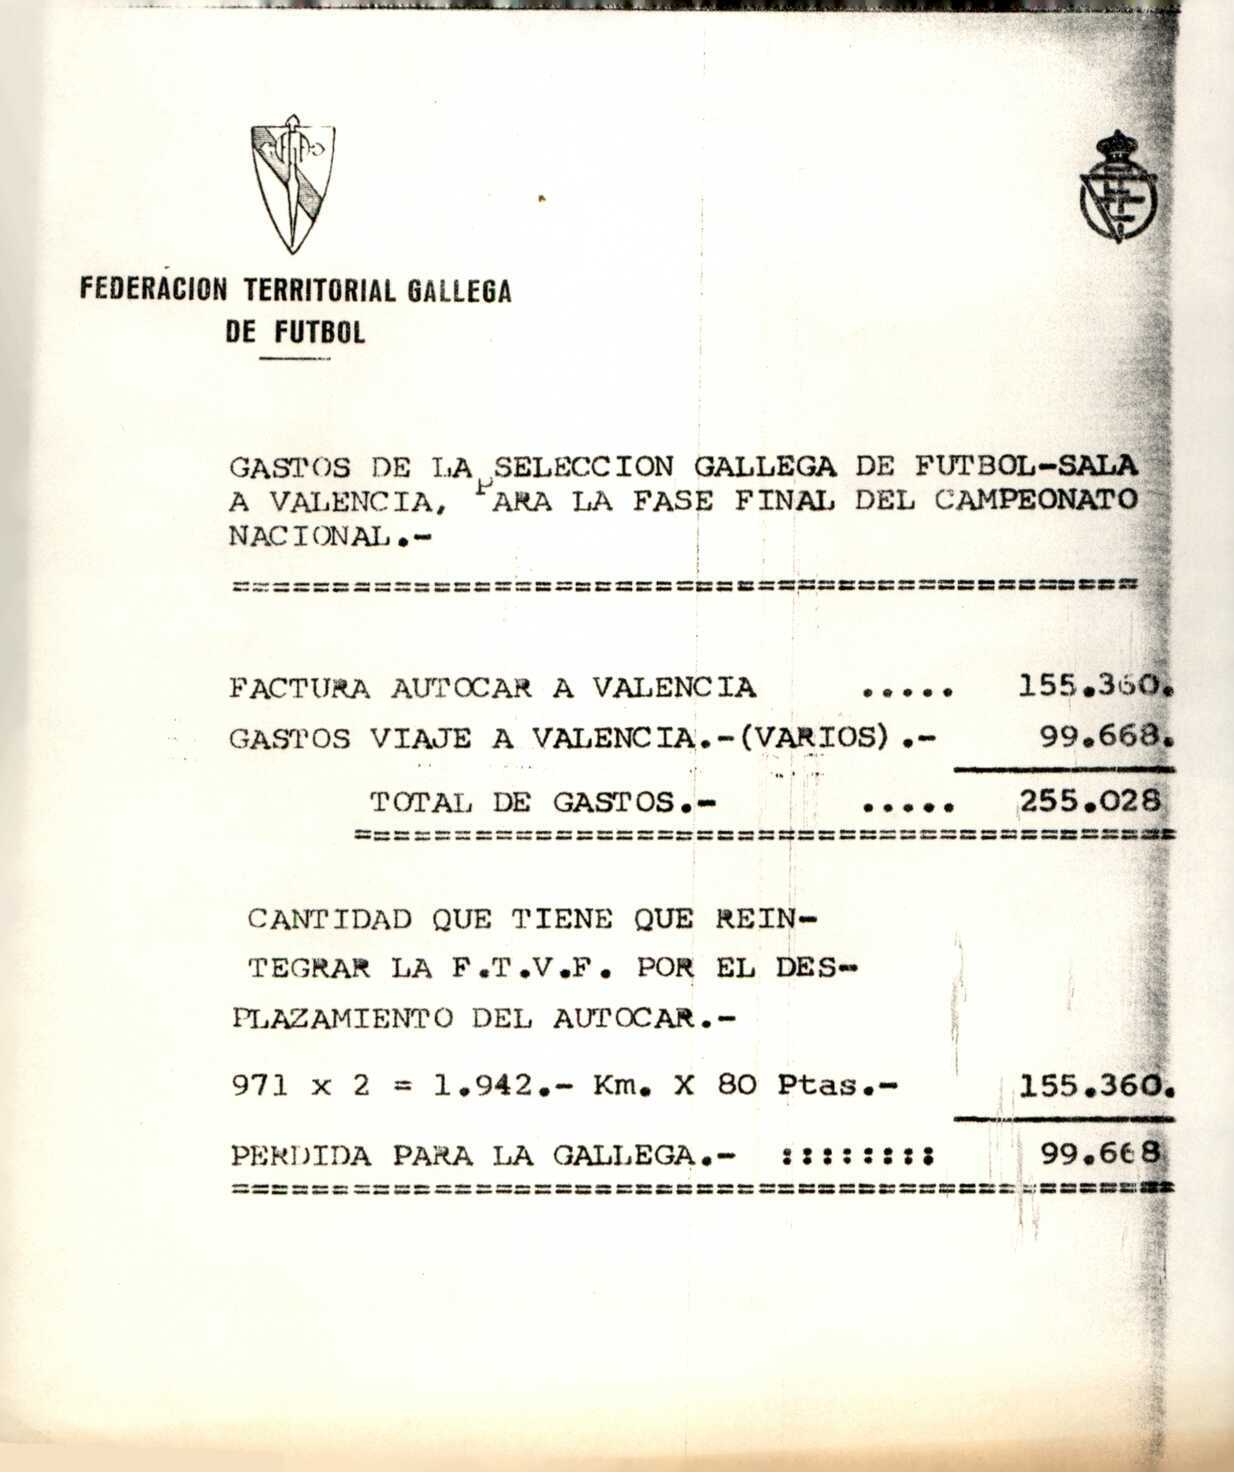 FEDERACION TERRITORIAL GALLEGA
DE FUTBOL
GASTOS DE LA SELECCION GALLEGA DE FUTBOL-SALA
A VALENCIA, PARA LA FASE FINAL DEL CAMPEONATO
NACIONAL.-
=============================================
FACTURA AUTOCAR A VALENCIA ..... 155.360.
GASTOS VIAJE A VALENCIA.-(VARIOS).- 99.668.
TOTAL DE GASTOS.- ..... 255.028
=========================================
CANTIDAD QUE TIENE QUE REIN-
TEGRAR LA F.T.V.F. POR EL DES-
PLAZAMIENTO DEL AUTOCAR.-
971 x 2 = 1.942.- Km. X 80 Ptas.- 155.360.
PERDIDA PARA LA GALLEGA.- :::::::: 99.668
===============================================